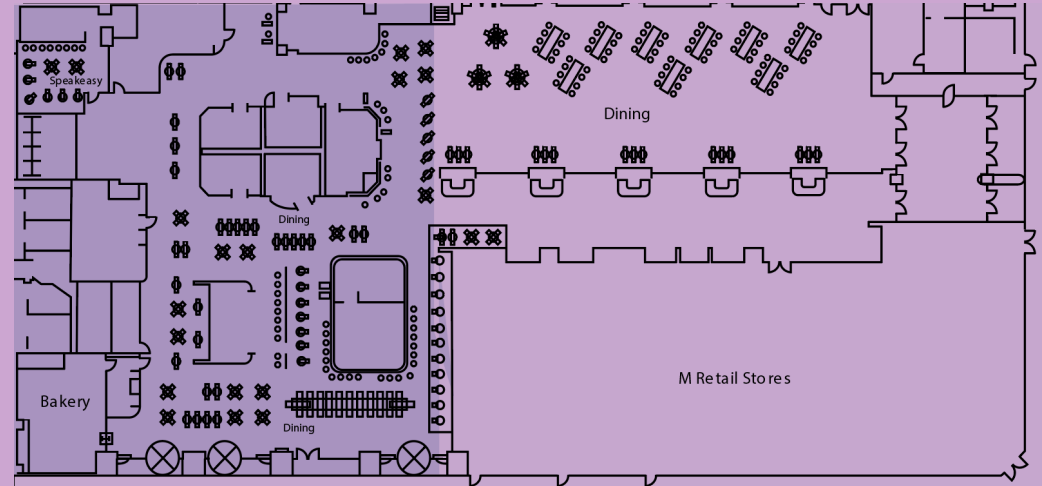 Speakeasy
Dining
Dining
M Retail Stores
Bakery
Dining